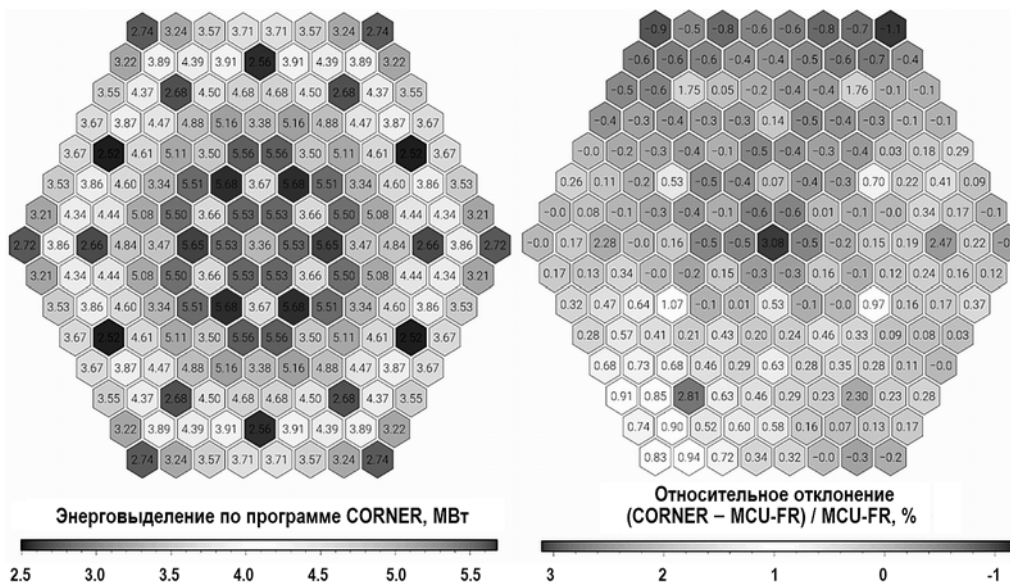 2.74 3.24 3.57 3.71 3.71 3.57 3.24 2.74
3.22 3.89 4.39 3.91 2.56 3.91 4.39 3.89 3.22
3.55 4.37 2.68 4.50 4.68 4.68 4.50 2.68 4.37 3.55
3.67 3.87 4.47 4.88 5.16 3.38 5.16 4.88 4.47 3.87 3.67
3.67 2.52 4.61 5.11 3.50 5.56 5.56 3.50 5.11 4.61 2.52 3.67
3.53 3.86 4.60 3.34 5.51 5.68 3.67 5.68 5.51 3.34 4.60 3.86 3.53
3.21 4.34 4.44 5.08 5.50 3.66 5.53 5.53 3.66 5.50 5.08 4.44 4.34 3.21
2.72 3.86 2.66 4.84 3.47 5.65 5.53 3.36 5.53 5.65 3.47 4.84 2.66 3.86 2.72
3.21 4.34 4.44 5.08 5.50 3.66 5.53 5.53 3.66 5.50 5.08 4.44 4.34 3.21
3.53 3.86 4.60 3.34 5.51 5.68 3.67 5.68 5.51 3.34 4.60 3.86 3.53
3.67 2.52 4.61 5.11 3.50 5.56 5.56 3.50 5.11 4.61 2.52 3.67
3.67 3.87 4.47 4.88 5.16 3.38 5.16 4.88 4.47 3.87 3.67
3.55 4.37 2.68 4.50 4.68 4.68 4.50 2.68 4.37 3.55
3.22 3.89 4.39 3.91 2.56 3.91 4.39 3.89 3.22
2.74 3.24 3.57 3.71 3.71 3.57 3.24 2.74
Энерговыделение по программе CORNER, МВт
2.5 3.0 3.5 4.0 4.5 5.0 5.5
−0.9 −0.5 −0.8 −0.6 −0.6 −0.8 −0.7 −1.1
−0.6 −0.6 −0.6 −0.5 −0.5 −0.5 −0.6 −0.7 −0.4
−0.5 −0.6 1.75 0.05 −0.2 −0.4 −0.4 1.76 −0.1 −0.1
−0.4 −0.3 −0.4 −0.3 −0.3 0.14 −0.5 −0.4 −0.3 −0.1 −0.1
−0.0 −0.2 −0.3 −0.4 −0.1 −0.5 −0.4 −0.3 −0.4 0.03 0.18 0.29
0.26 0.11 −0.2 0.53 −0.5 −0.4 0.07 −0.4 −0.3 0.70 0.22 0.41 0.09
−0.0 0.08 −0.1 −0.3 −0.4 −0.1 −0.6 −0.6 0.01 −0.1 −0.0 0.34 0.17 −0.1
−0.0 0.17 2.28 −0.0 0.16 −0.5 −0.5 3.08 −0.5 −0.2 0.15 0.19 2.47 0.22 −0.0
0.17 0.13 0.34 −0.0 −0.2 0.15 −0.3 −0.3 0.16 −0.1 0.12 0.24 0.16 0.12
0.32 0.47 0.64 1.07 −0.1 0.01 0.53 −0.1 −0.0 0.97 0.16 0.17 0.37
0.28 0.57 0.41 0.21 0.43 0.20 0.24 0.46 0.33 0.09 0.08 0.03
0.68 0.73 0.68 0.46 0.29 0.63 0.28 0.35 0.28 0.11 −0.0
0.91 0.85 2.81 0.63 0.46 0.29 0.23 2.30 0.23 0.28
0.74 0.90 0.52 0.60 0.58 0.16 0.07 0.13 0.17
0.83 0.94 0.72 0.34 0.32 −0.0 −0.3 −0.2
Относительное отклонение
(CORNER – MCU-FR) / MCU-FR, %
3 2 1 0 -1